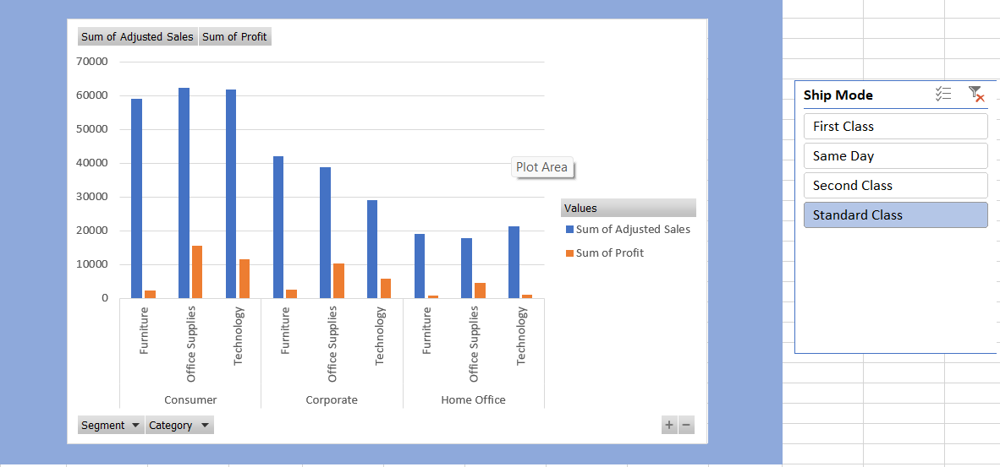 Sum of Adjusted Sales Sum of Profit
70000
60000
50000
40000
30000
20000
10000
0
Furniture
Office Supplies
Technology
Furniture
Office Supplies
Technology
Furniture
Office Supplies
Technology
Consumer Corporate Home Office
Segment Category
+ −
Plot Area
Values
Sum of Adjusted Sales
Sum of Profit
Ship Mode
First Class
Same Day
Second Class
Standard Class